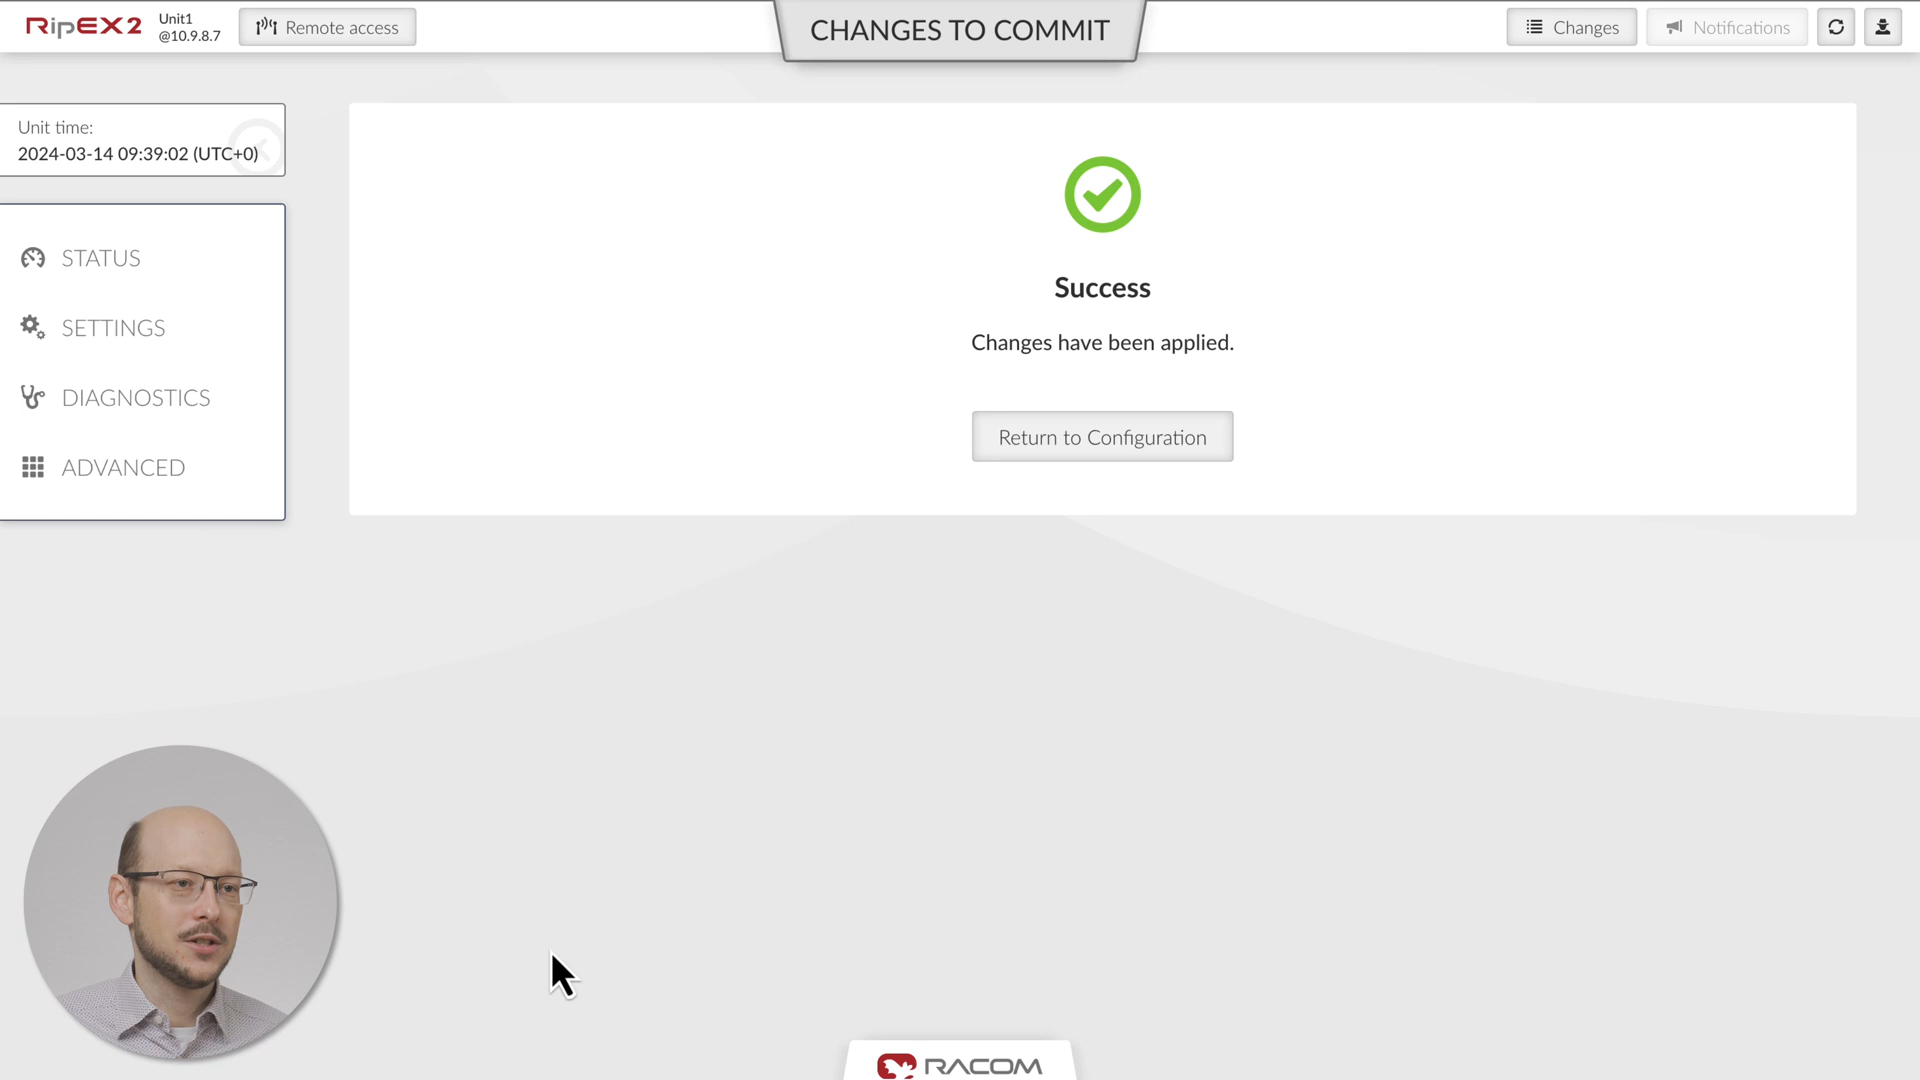 RipEX2
Unit1
@10.9.8.7
Remote access
CHANGES TO COMMIT
Changes
Notifications
Unit time:
2024-03-14 09:39:02 (UTC+0)
STATUS
SETTINGS
DIAGNOSTICS
ADVANCED
Success
Changes have been applied.
Return to Configuration
RACOM